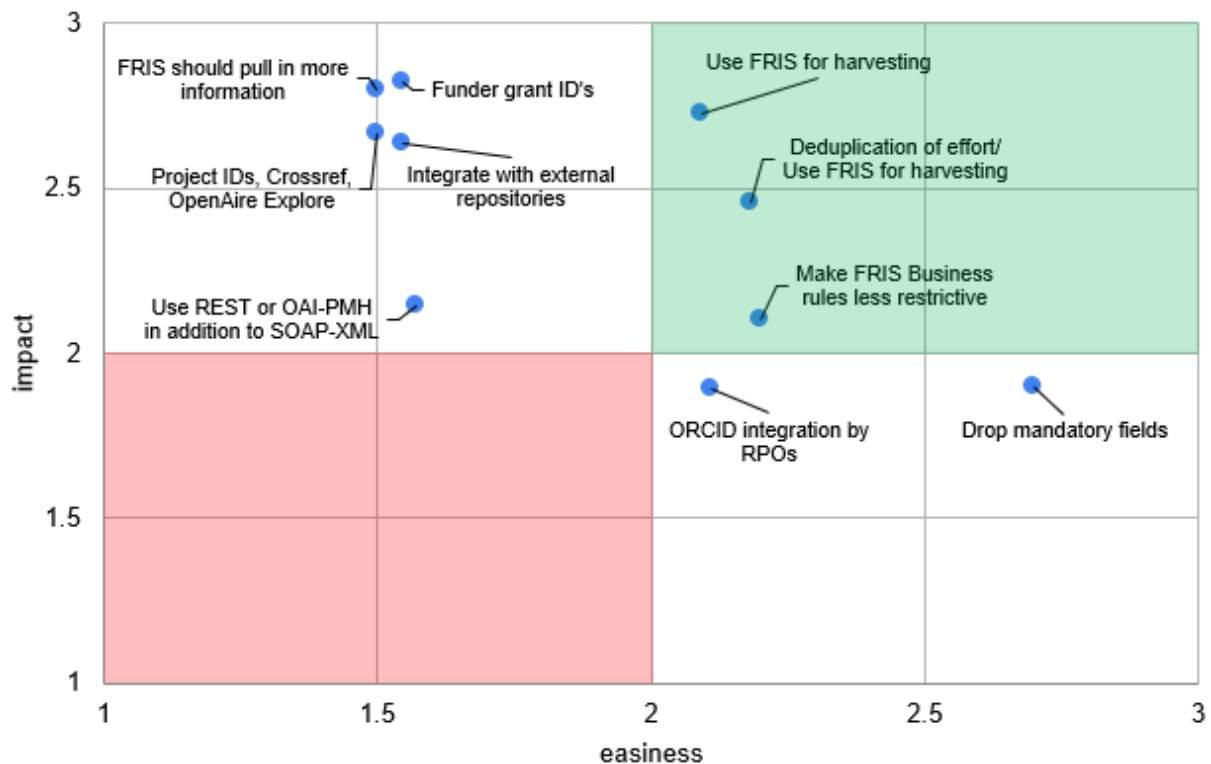 3
FRIS should pull in more
information
Funder grant ID's
Use FRIS for harvesting
Deduplication of effort/
Use FRIS for harvesting
2.5
Project IDs, Crossref,
OpenAire Explore
Integrate with external
repositories
Make FRIS Business
rules less restrictive
Use REST or OAI-PMH
in addition to SOAP-XML
2
impact
ORCID integration by
RPOs
Drop mandatory fields
1.5
1
1
1.5
2
2.5
3
easiness